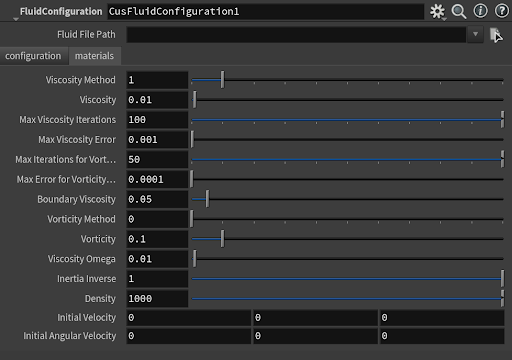 FluidConfiguration CusFluidConfiguration1
Fluid File Path
configuration materials
Viscosity Method 1
Viscosity 0.01
Max Viscosity Iterations 100
Max Viscosity Error 0.001
Max Iterations for Vort... 50
Max Error for Vorticity... 0.0001
Boundary Viscosity 0.05
Vorticity Method 0
Vorticity 0.1
Viscosity Omega 0.01
Inertia Inverse 1
Density 1000
Initial Velocity 0 0 0
Initial Angular Velocity 0 0 0